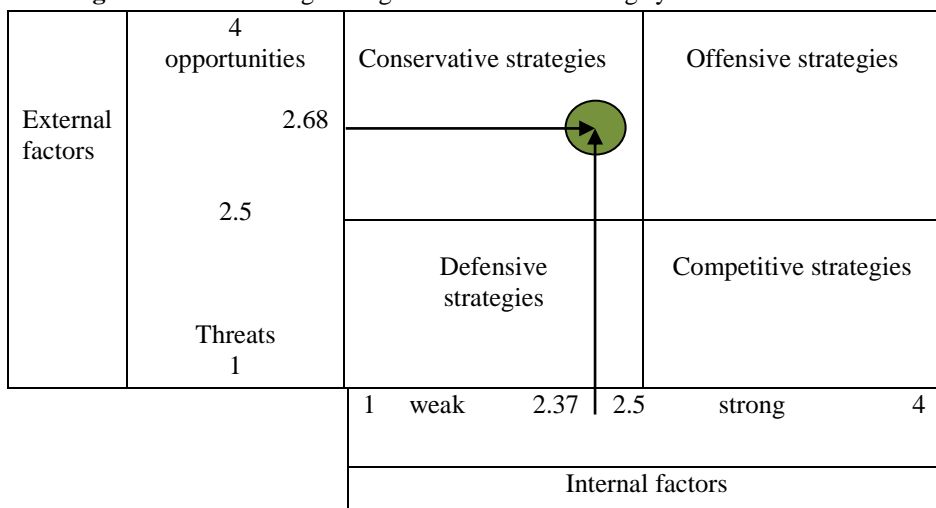 4
opportunities
Conservative strategies
Offensive strategies
External
factors
2.68
2.5
Defensive
strategies
Competitive strategies
Threats
1
1 weak 2.37 2.5 strong 4
Internal factors